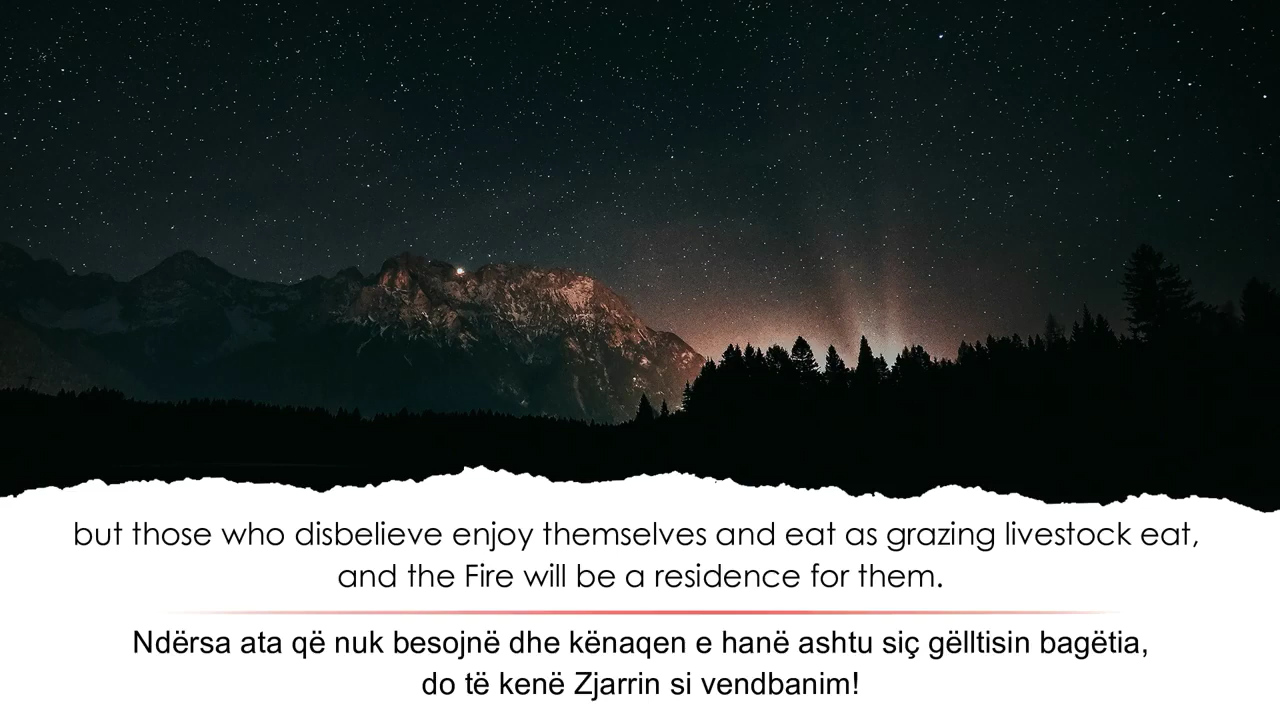 but those who disbelieve enjoy themselves and eat as grazing livestock eat,
and the Fire will be a residence for them.
Ndërsa ata që nuk besojnë dhe kënaqen e hanë ashtu siç gëlltisin bagëtia,
do të kenë Zjarrin si vendbanim!